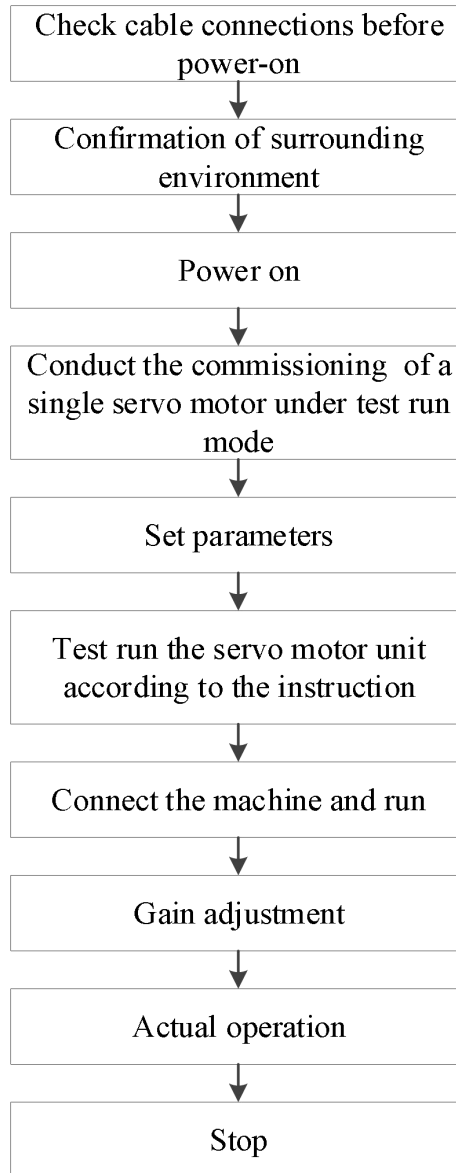 Check cable connections before
power-on
Confirmation of surrounding
environment
Power on
Conduct the commissioning of a
single servo motor under test run
mode
Set parameters
Test run the servo motor unit
according to the instruction
Connect the machine and run
Gain adjustment
Actual operation
Stop